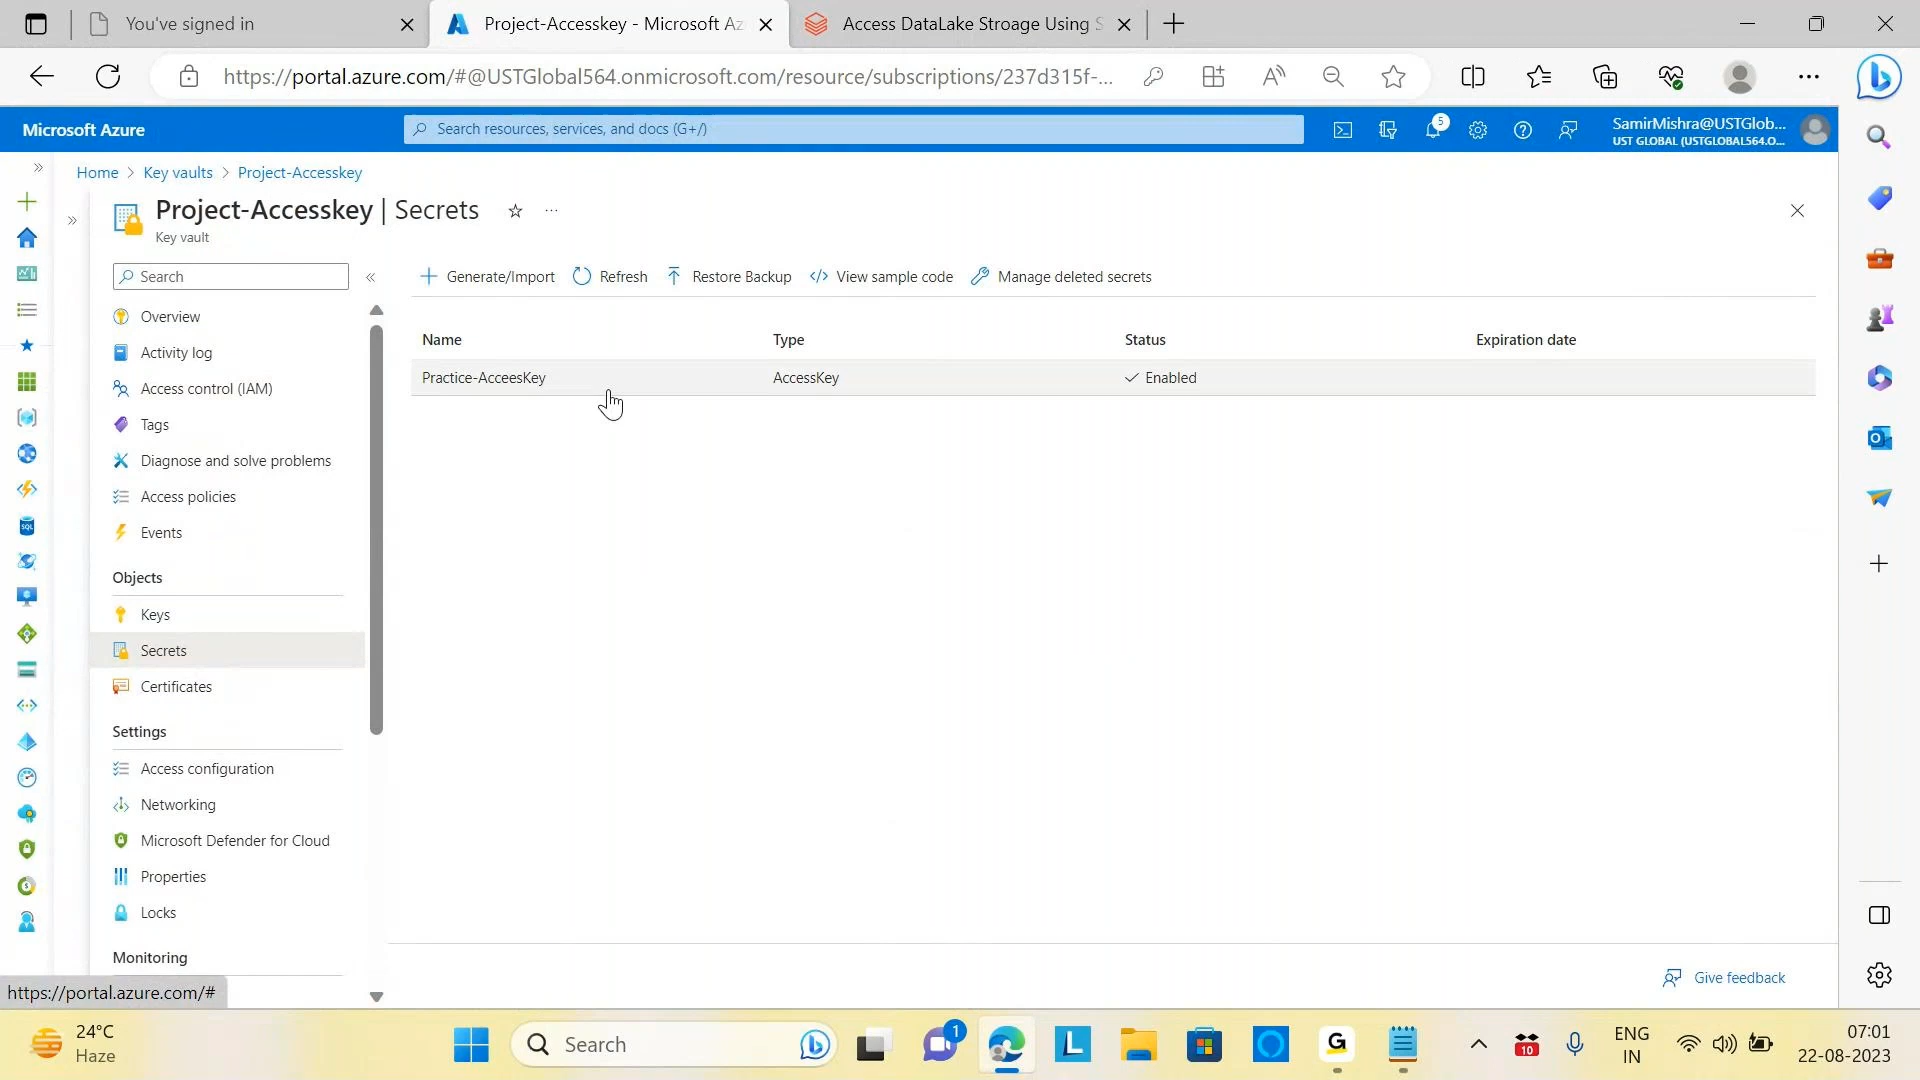 You've signed in
Project-Accesskey - Microsoft Az
Access DataLake Stroage Using S
https://portal.azure.com/#@USTGlobal564.onmicrosoft.com/resource/subscriptions/237d315f-...
Microsoft Azure
Search resources, services, and docs (G+/)
5
SamirMishra@USTGlob...
UST GLOBAL (USTGLOBAL564.O...
Home > Key vaults > Project-Accesskey
Project-Accesskey | Secrets
Key vault
Search
Generate/Import
Refresh
Restore Backup
View sample code
Manage deleted secrets
Overview
Activity log
Access control (IAM)
Tags
Diagnose and solve problems
Access policies
Events
Objects
Keys
Secrets
Certificates
Settings
Access configuration
Networking
Microsoft Defender for Cloud
Properties
Locks
Monitoring
Name Type Status Expiration date
Practice-AcceesKey AccessKey Enabled
Give feedback
https://portal.azure.com/#
24°C
Haze
Search
1
10
ENG
IN
07:01
22-08-2023